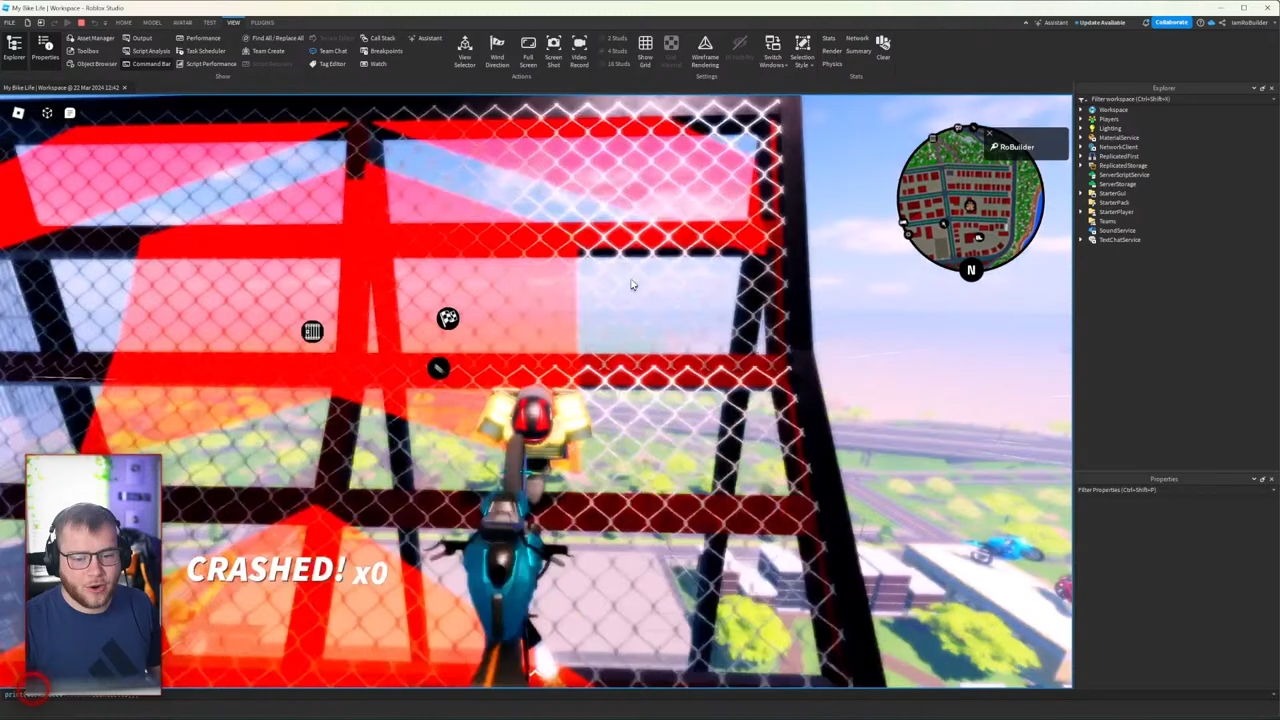 My Bike Life | Workspace - Roblox Studio
FILE HOME MODEL AVATAR TEST VIEW PLUGINS
Assistant Update Available Collaborate IamRoBuilder
Explorer Properties
Asset Manager Output Performance Find All / Replace All Call Stack Assistant
Toolbox Script Analysis Task Scheduler Team Create Team Chat Breakpoints
Object Browser Command Bar Script Performance Tag Editor Watch
Show
View Selector Wind Direction Full Screen Screen Shot Video Record
Actions
2 Studs
4 Studs
16 Studs
Show Grid Wireframe Rendering Switch Windows Selection Style
Settings
Stats Network
Render Summary
Physics Clear
Stats
My Bike Life | Workspace @ 22 Mar 2024 12:42
Explorer
Filter workspace (Ctrl+Shift+X)
Workspace
Players
Lighting
MaterialService
NetworkClient
ReplicatedFirst
ReplicatedStorage
ServerScriptService
ServerStorage
StarterGui
StarterPack
StarterPlayer
Teams
SoundService
TextChatService
RoBuilder
N
Properties
Filter Properties (Ctrl+Shift+P)
CRASHED! x0